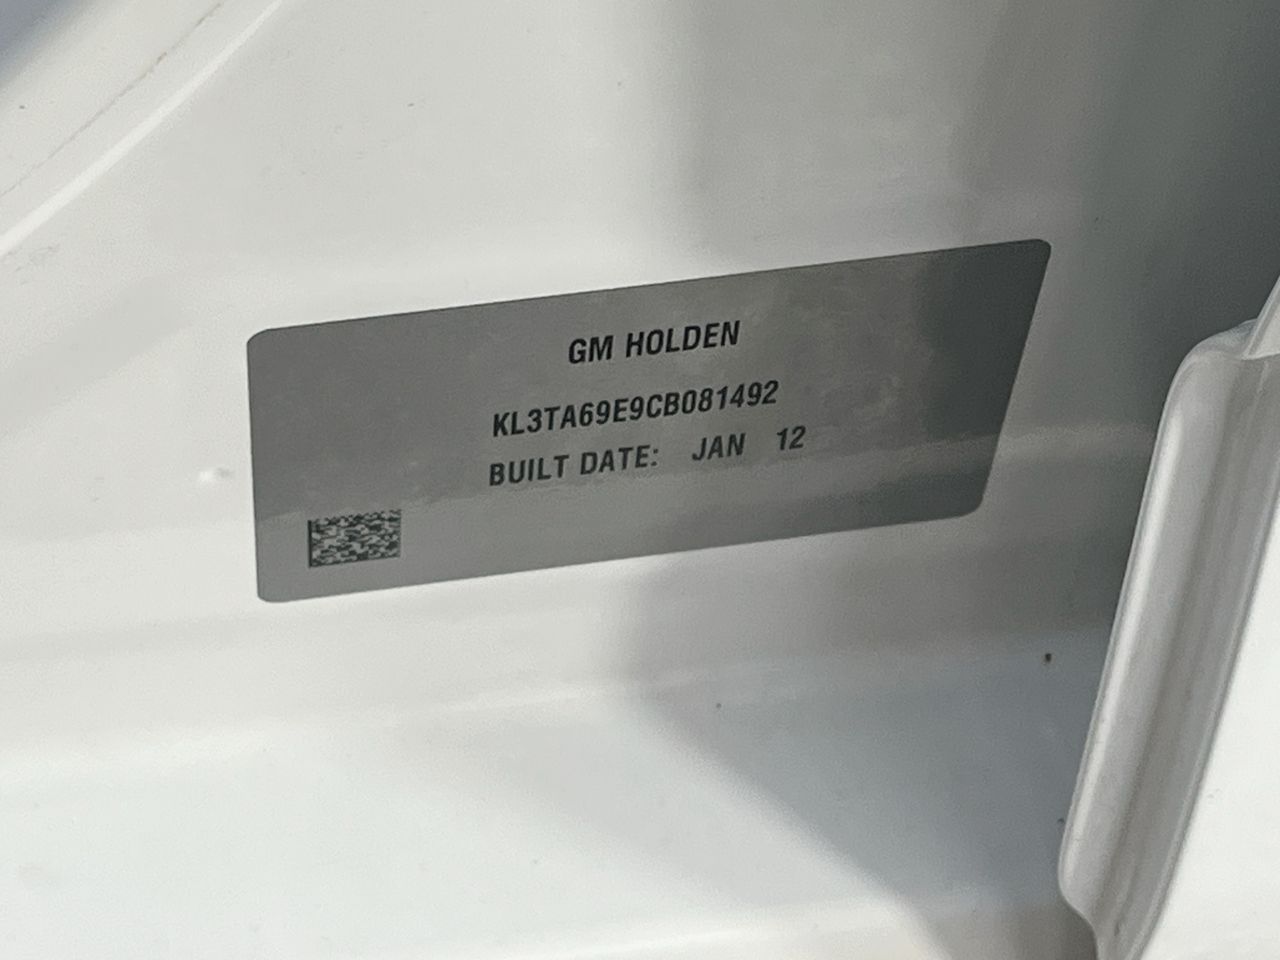 GM HOLDEN
KL3TA69E9CB081492
BUILT DATE: JAN 12